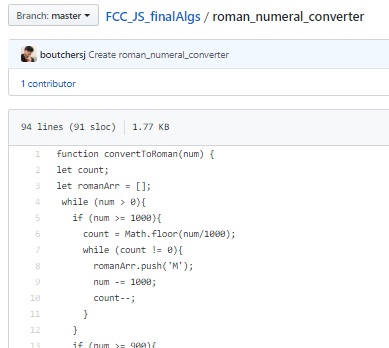 Branch: master FCC_JS_finalAlgs / roman_numeral_converter
boutchersj Create roman_numeral_converter
1 contributor
94 lines (91 sloc) 1.77 KB
1 function convertToRoman(num) {
2 let count;
3 let romanArr = [];
4 while (num > 0){
5 if (num >= 1000){
6 count = Math.floor(num/1000);
7 while (count != 0){
8 romanArr.push('M');
9 num -= 1000;
10 count--;
11 }
12 }
13 if (num >= 900){